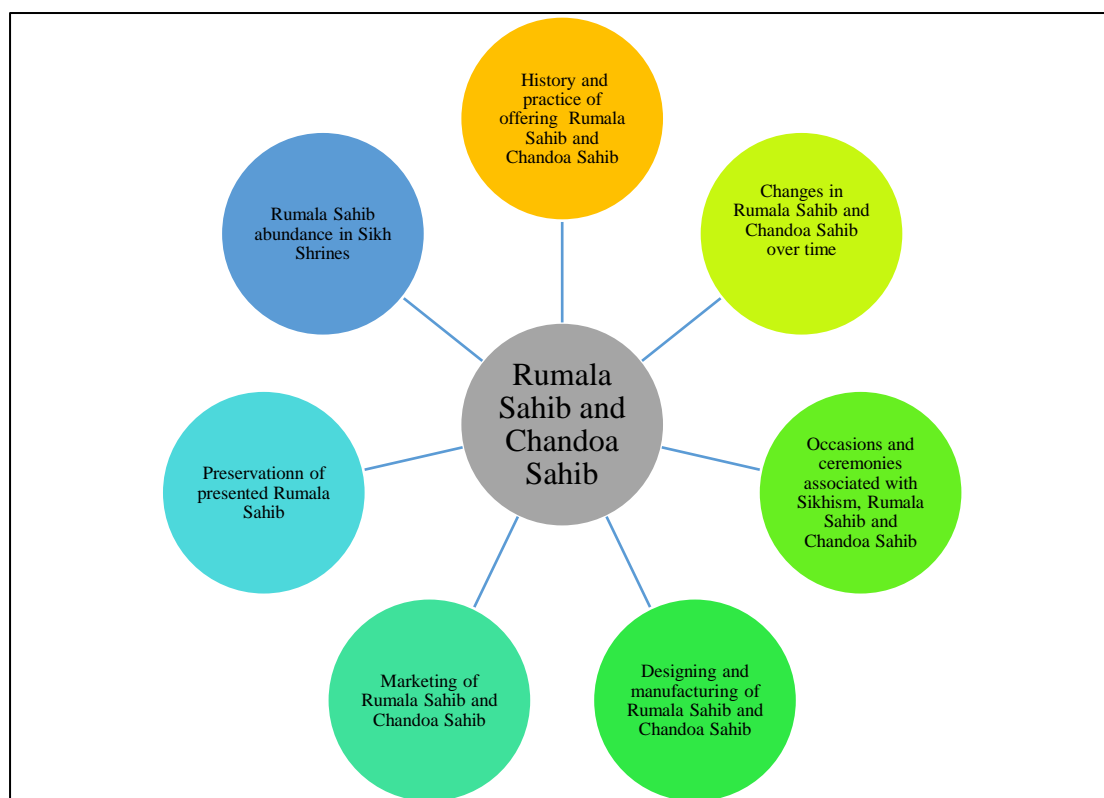 History and
practice of
offering Rumala
Sahib and
Chandoa Sahib
Changes in
Rumala Sahib and
Chandoa Sahib
over time
Occasions and
ceremonies
associated with
Sikhism, Rumala
Sahib and
Chandoa Sahib
Designing and
manufacturing of
Rumala Sahib and
Chandoa Sahib
Marketing of
Rumala Sahib and
Chandoa Sahib
Preservationn of
presented Rumala
Sahib
Rumala Sahib
abundance in Sikh
Shrines
Rumala
Sahib and
Chandoa
Sahib